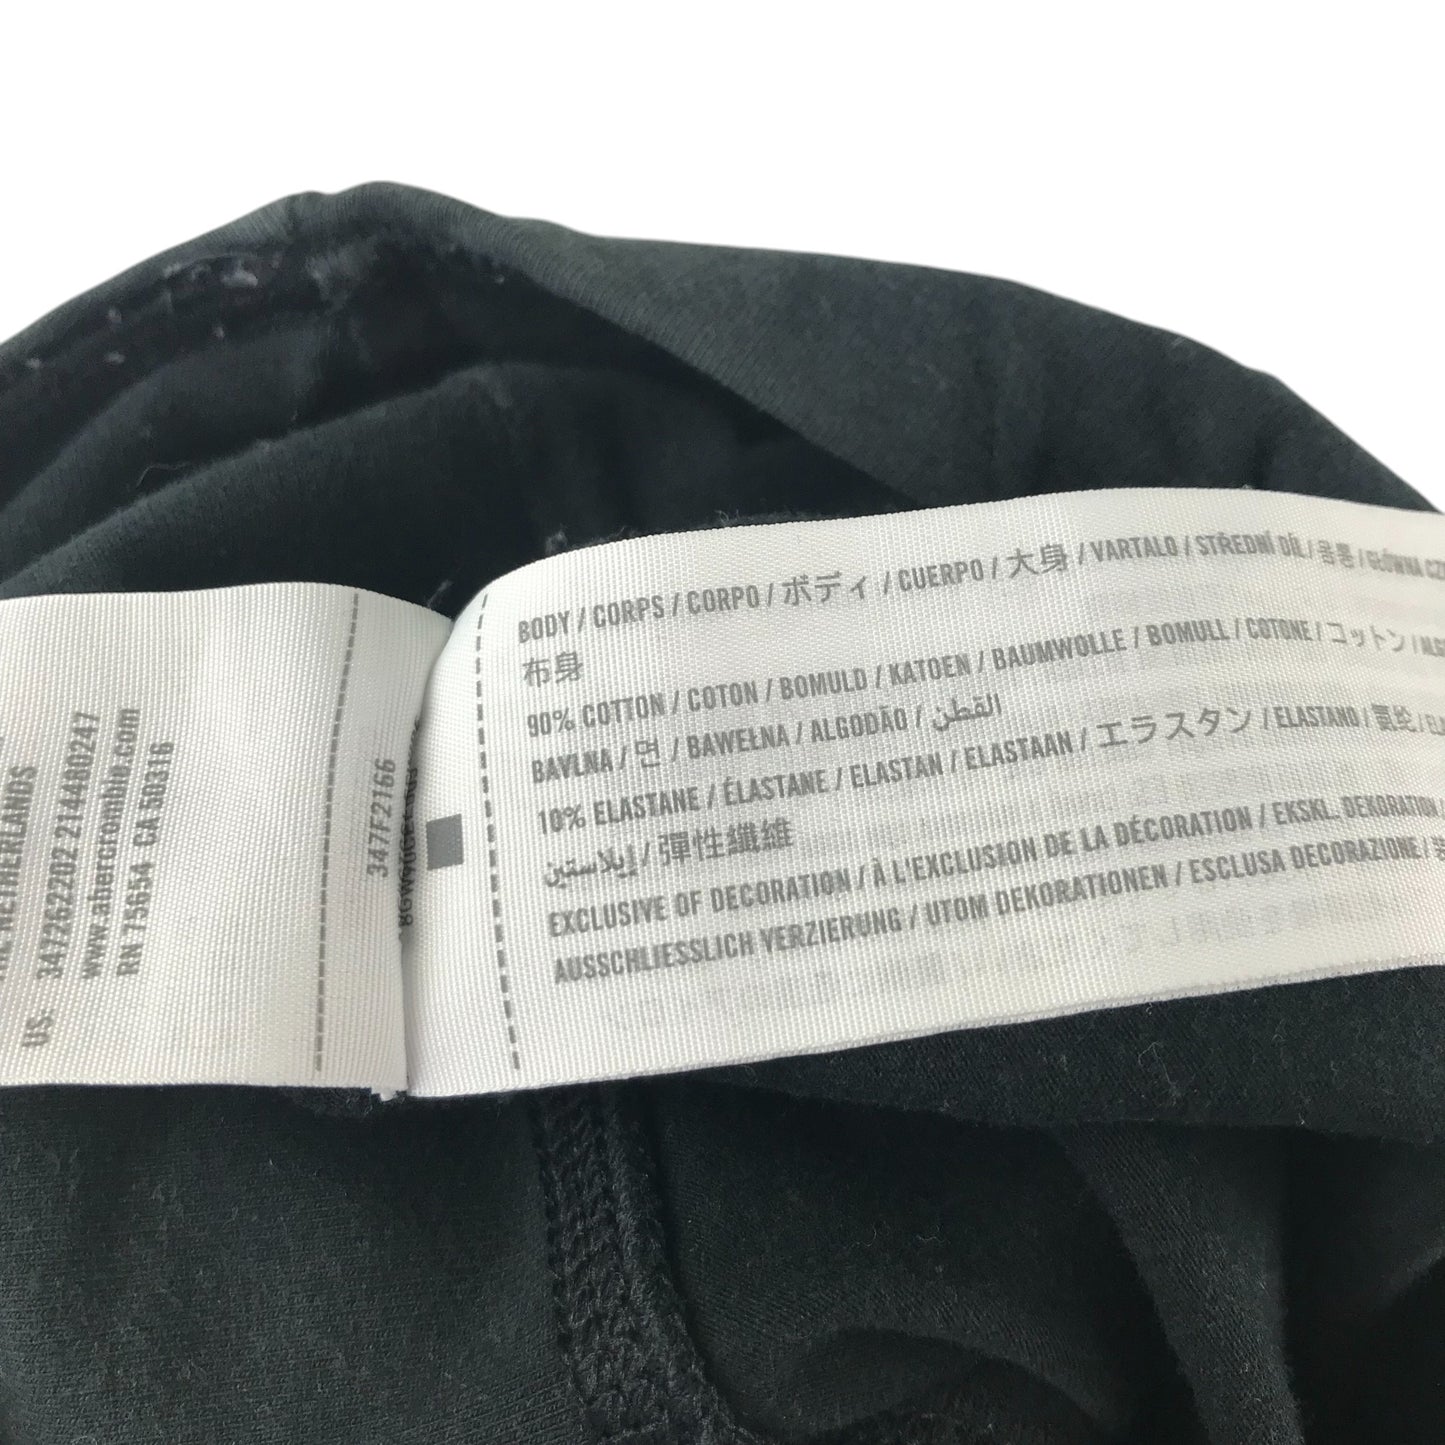 THE NETHERLANDS
US. 347262202 214480247
www.abercrombie.com
RN 75654 CA 50316
347F2166
BODY / CORPS / CORPO / ボディ / CUERPO / 大身 / VARTALO / STŘEDNÍ DÍL / 몸통 / GŁÓWNA
布身
90% COTTON / COTON / BOMULD / KATOEN / BAUMWOLLE / BOMULL / COTONE / コットン /
BAVLNA / 면 / BAWEŁNA / ALGODÃO / القطن
10% ELASTANE / ÉLASTANE / ELASTAN / ELASTAAN / エラスタン / ELASTANO / 氨纶 /
إيلاستين / 彈性纖維
EXCLUSIVE OF DECORATION / À L'EXCLUSION DE LA DÉCORATION / EKSKL. DEKORATION
AUSSCHLIESSLICH VERZIERUNG / UTOM DEKORATIONEN / ESCLUSA DECORAZIONE /